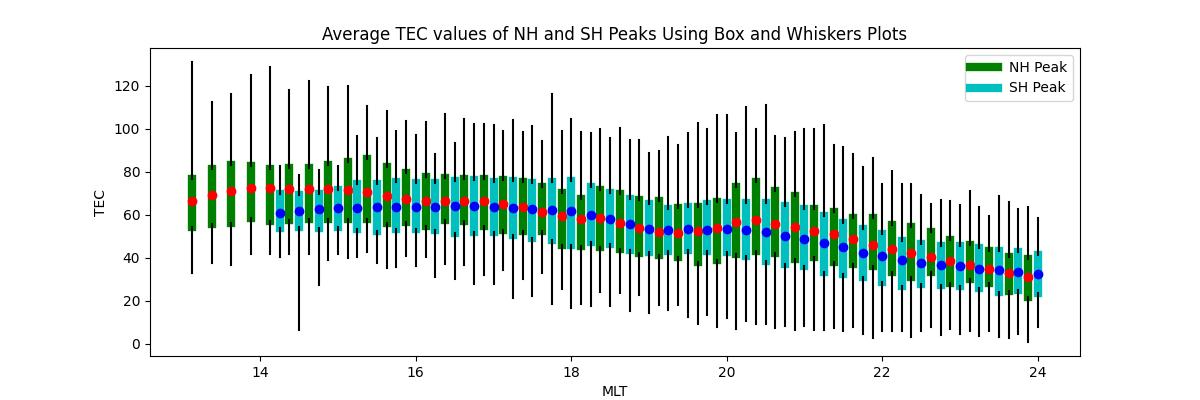 Average TEC values of NH and SH Peaks Using Box and Whiskers Plots
NH Peak
SH Peak
TEC
120
100
80
60
40
20
0
14 16 18 20 22 24
MLT